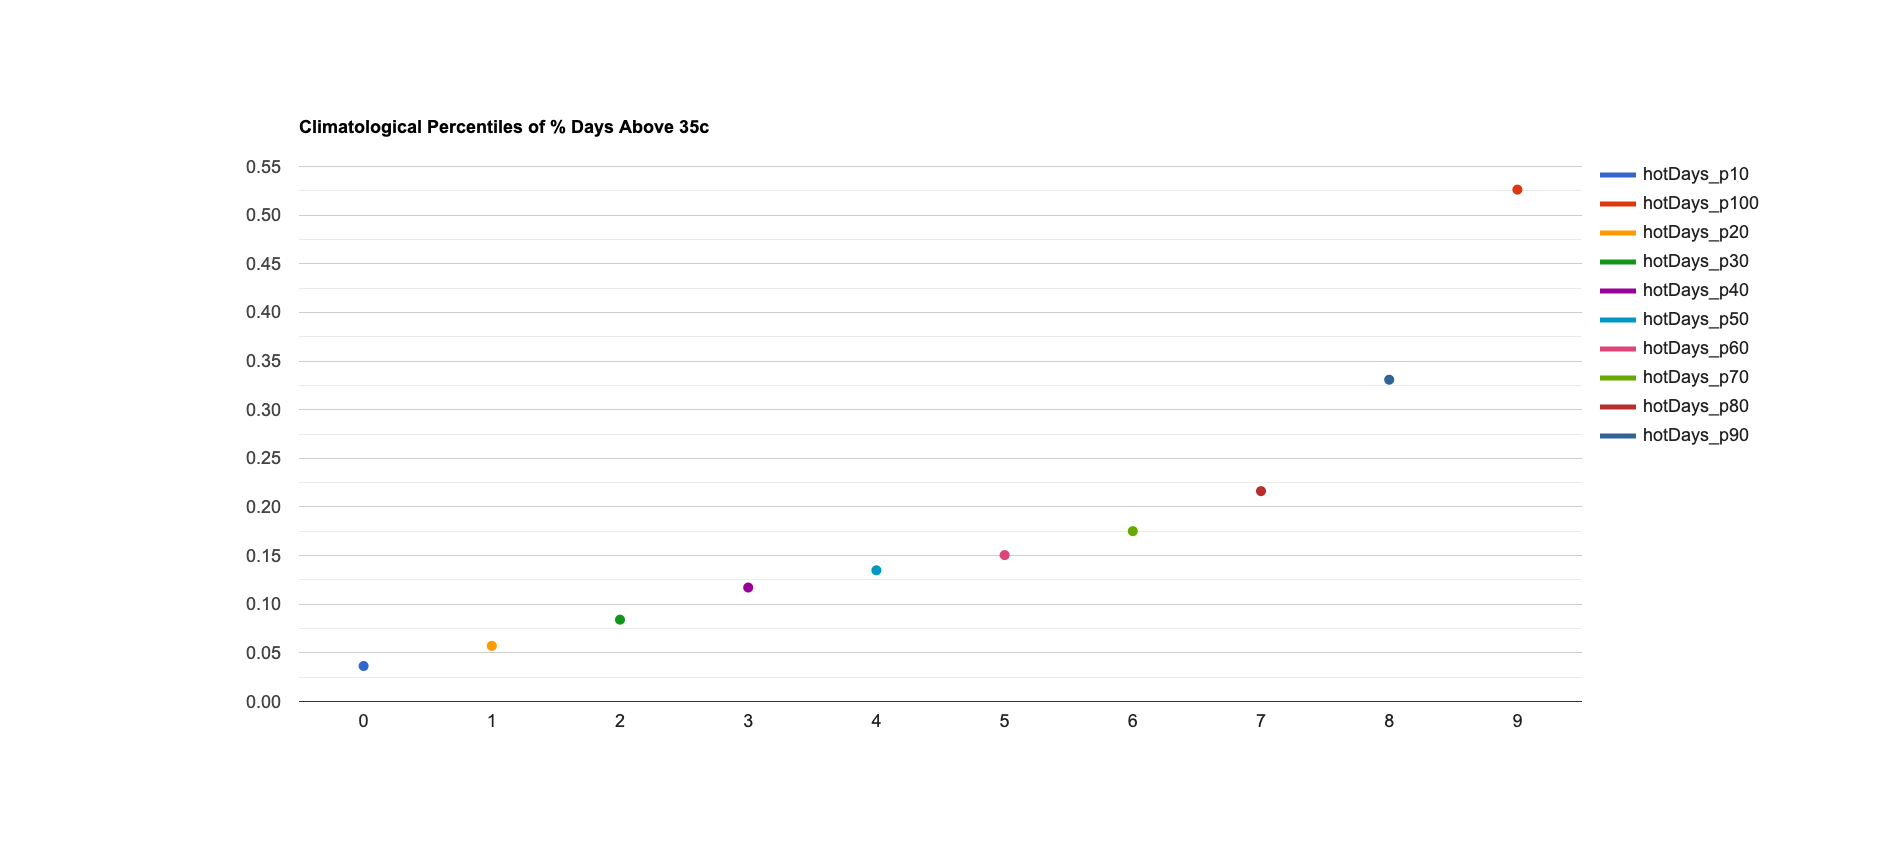 Climatological Percentiles of % Days Above 35c
0.55
0.50
0.45
0.40
0.35
0.30
0.25
0.20
0.15
0.10
0.05
0.00
0 1 2 3 4 5 6 7 8 9
hotDays_p10
hotDays_p100
hotDays_p20
hotDays_p30
hotDays_p40
hotDays_p50
hotDays_p60
hotDays_p70
hotDays_p80
hotDays_p90